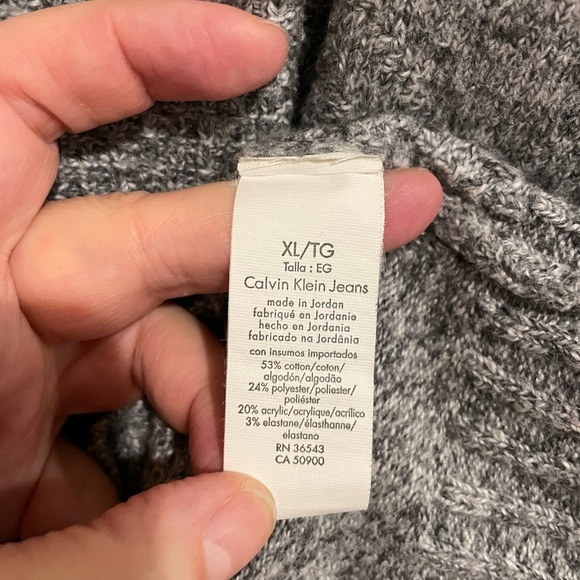 XL/TG
Talla : EG
Calvin Klein Jeans
made in Jordan
fabriqué en Jordanie
hecho en Jordania
fabricado na Jordânia
con insumos importados
53% cotton/coton/
algodón/algodão
24% polyester/poliester/
poliéster
20% acrylic/acrylique/acrílico
3% elastane/élasthanne/
elastano
RN 36543
CA 50900